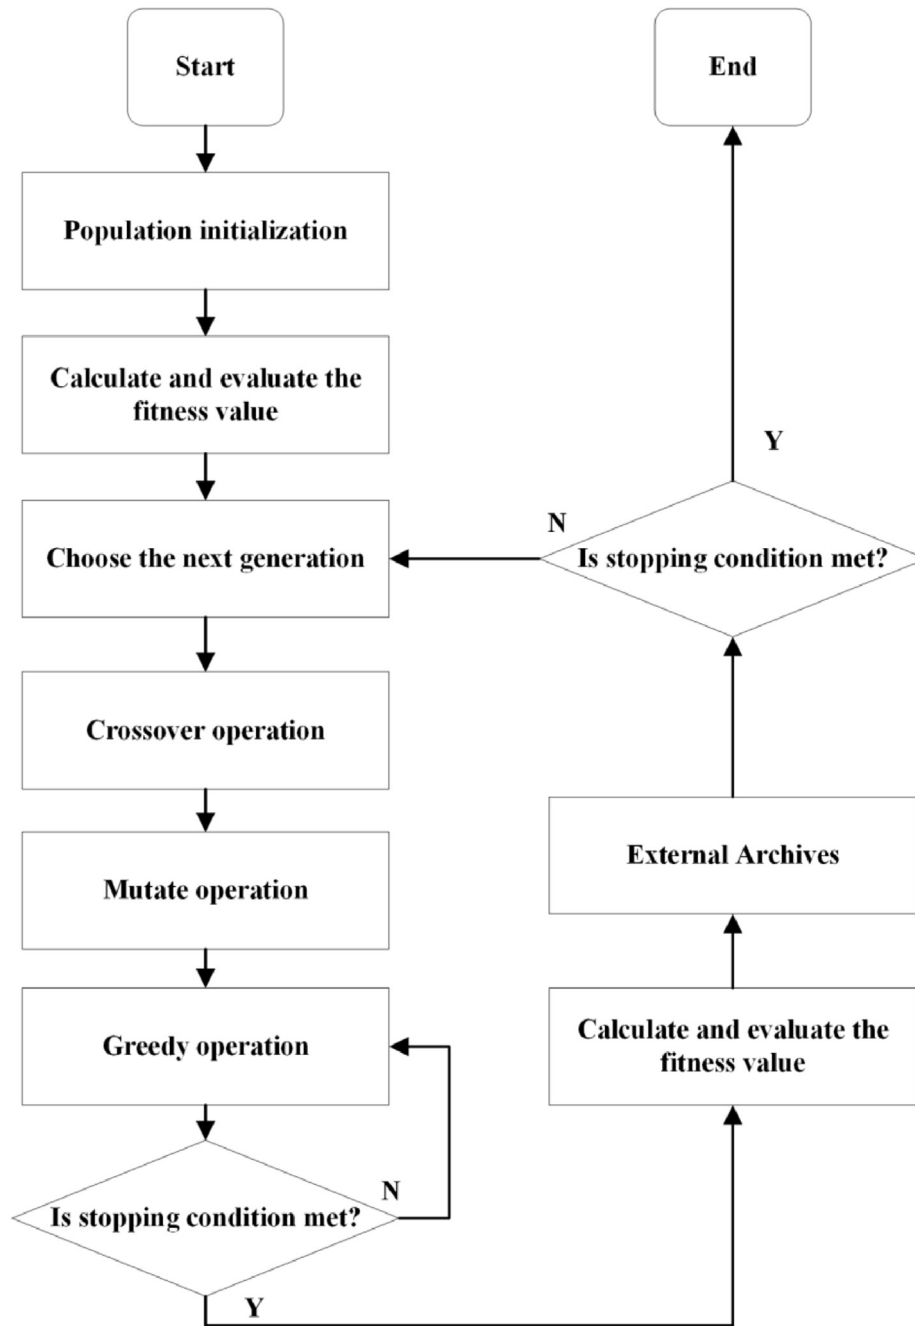 Start
Population initialization
Calculate and evaluate the
fitness value
Choose the next generation
Crossover operation
Mutate operation
Greedy operation
N
Is stopping condition met?
Y
End
Y
N
Is stopping condition met?
External Archives
Calculate and evaluate the
fitness value